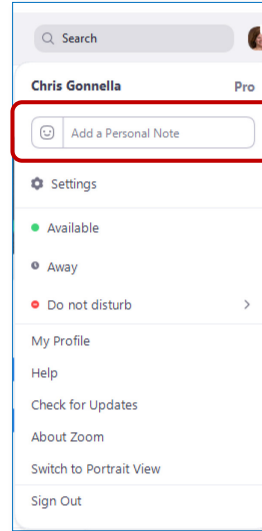 Search
Chris Gonnella Pro
Add a Personal Note
Settings
Available
Away
Do not disturb
My Profile
Help
Check for Updates
About Zoom
Switch to Portrait View
Sign Out